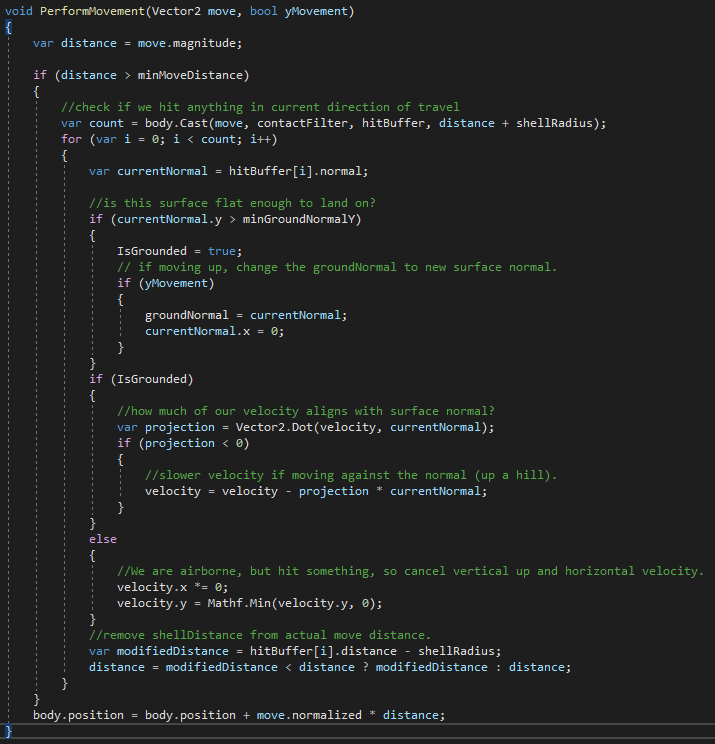 void PerformMovement(Vector2 move, bool yMovement)
{
    var distance = move.magnitude;

    if (distance > minMoveDistance)
    {
        //check if we hit anything in current direction of travel
        var count = body.Cast(move, contactFilter, hitBuffer, distance + shellRadius);
        for (var i = 0; i < count; i++)
        {
            var currentNormal = hitBuffer[i].normal;

            //is this surface flat enough to land on?
            if (currentNormal.y > minGroundNormalY)
            {
                IsGrounded = true;
                // if moving up, change the groundNormal to new surface normal.
                if (yMovement)
                {
                    groundNormal = currentNormal;
                    currentNormal.x = 0;
                }
            }
            if (IsGrounded)
            {
                //how much of our velocity aligns with surface normal?
                var projection = Vector2.Dot(velocity, currentNormal);
                if (projection < 0)
                {
                    //slower velocity if moving against the normal (up a hill).
                    velocity = velocity - projection * currentNormal;
                }
            }
            else
            {
                //We are airborne, but hit something, so cancel vertical up and horizontal velocity.
                velocity.x *= 0;
                velocity.y = Mathf.Min(velocity.y, 0);
            }
            //remove shellDistance from actual move distance.
            var modifiedDistance = hitBuffer[i].distance - shellRadius;
            distance = modifiedDistance < distance ? modifiedDistance : distance;
        }
    }
    body.position = body.position + move.normalized * distance;
}